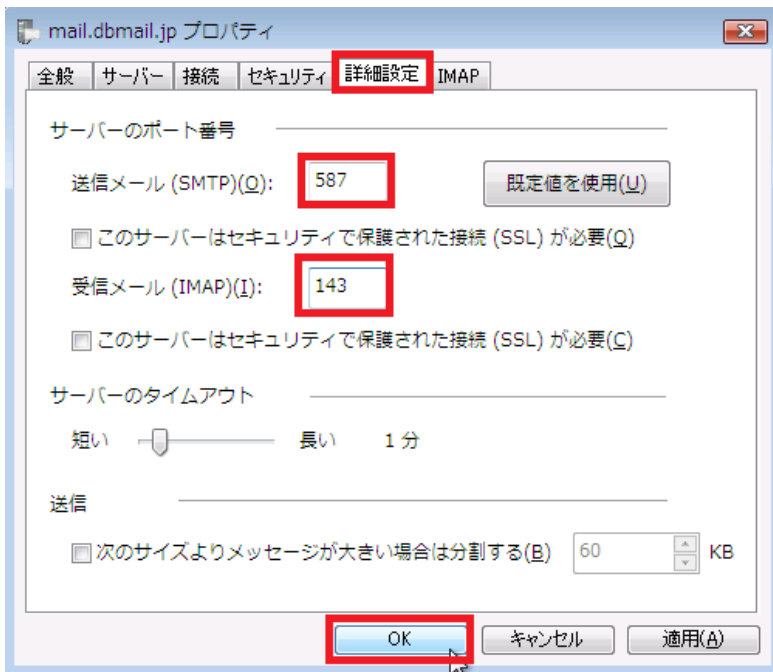 mail.dbmail.jp プロパティ
全般 サーバー 接続 セキュリティ 詳細設定 IMAP
サーバーのポート番号
送信メール (SMTP)(O): 587 既定値を使用(U)
このサーバーはセキュリティで保護された接続 (SSL) が必要(Q)
受信メール (IMAP)(I): 143
このサーバーはセキュリティで保護された接続 (SSL) が必要(C)
サーバーのタイムアウト
短い 長い 1 分
送信
次のサイズよりメッセージが大きい場合は分割する(B) 60 KB
OK キャンセル 適用(A)